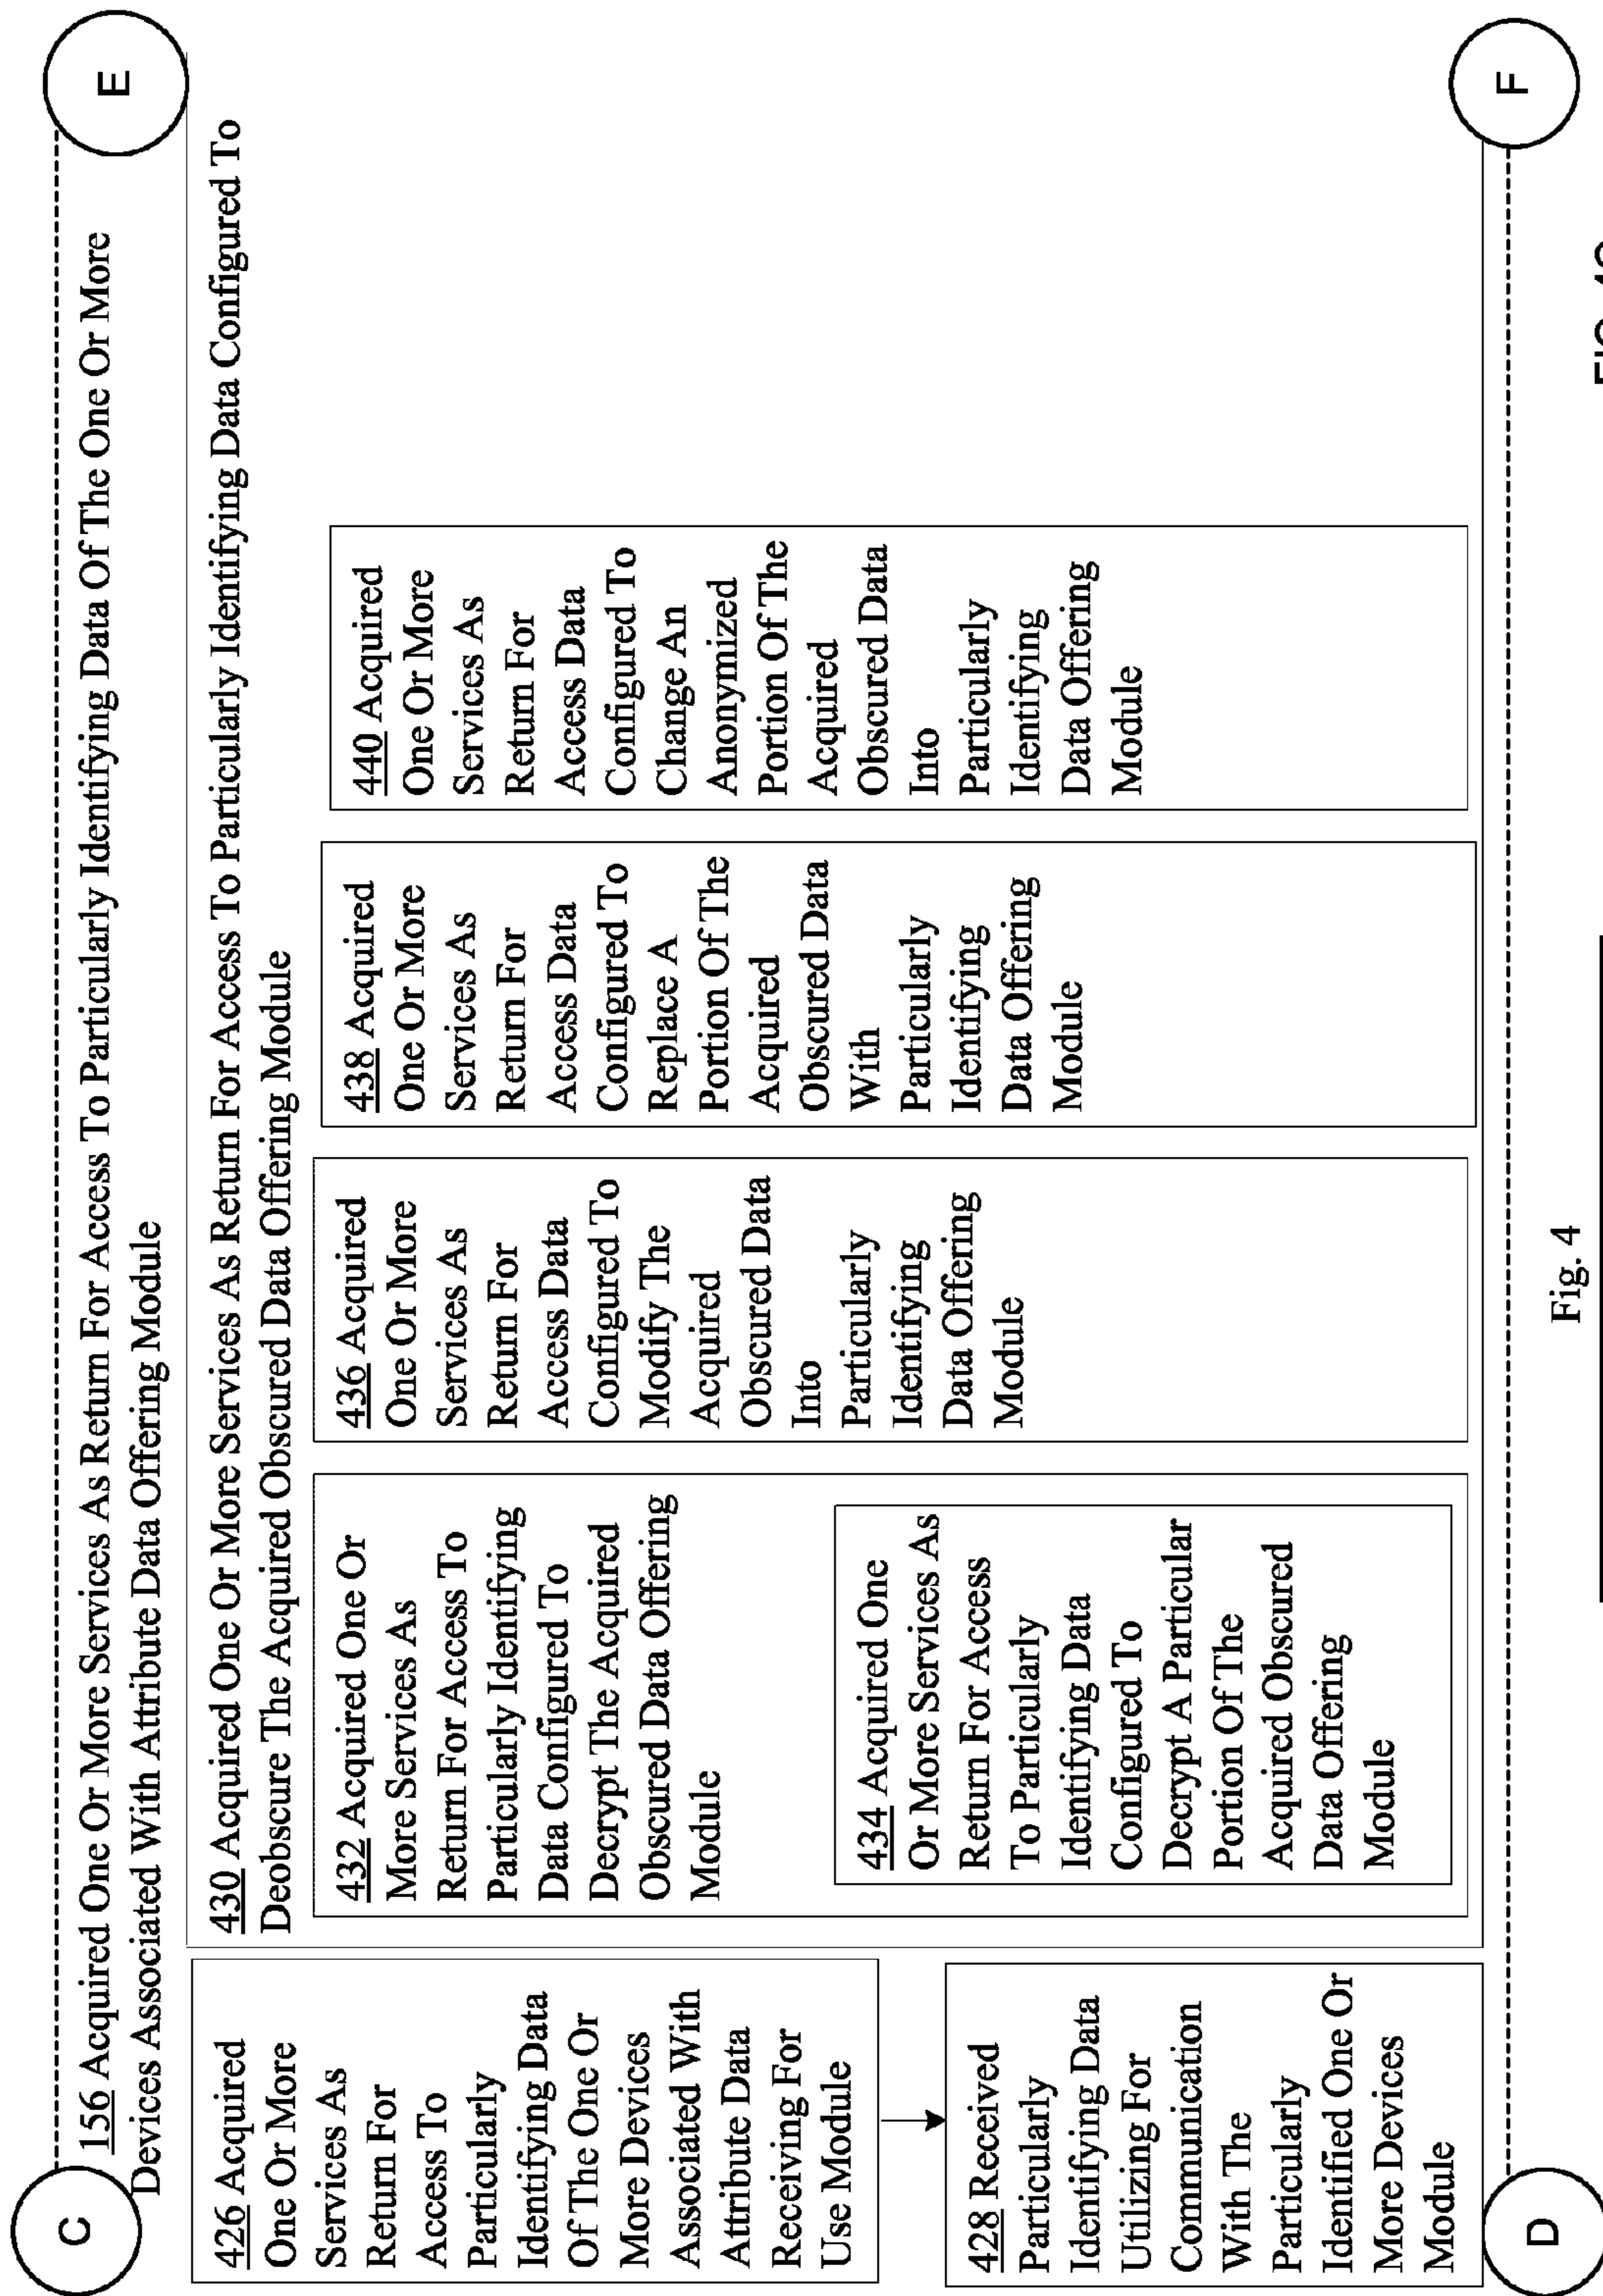 C
E
156 Acquired One Or More Services As Return For Access To Particularly Identifying Data Of The One Or More
Devices Associated With Attribute Data Offering Module
426 Acquired
One Or More
Services As
Return For
Access To
Particularly
Identifying Data
Of The One Or
More Devices
Associated With
Attribute Data
Receiving For
Use Module
428 Received
Particularly
Identifying Data
Utilizing For
Communication
With The
Particularly
Identified One Or
More Devices
Module
430 Acquired One Or More Services As Return For Access To Particularly Identifying Data Configured To
Deobscure The Acquired Obscured Data Offering Module
432 Acquired One Or
More Services As
Return For Access To
Particularly Identifying
Data Configured To
Decrypt The Acquired
Obscured Data Offering
Module
434 Acquired One
Or More Services As
Return For Access
To Particularly
Identifying Data
Configured To
Decrypt A Particular
Portion Of The
Acquired Obscured
Data Offering
Module
436 Acquired
One Or More
Services As
Return For
Access Data
Configured To
Modify The
Acquired
Obscured Data
Into
Particularly
Identifying
Data Offering
Module
438 Acquired
One Or More
Services As
Return For
Access Data
Configured To
Replace A
Portion Of The
Acquired
Obscured Data
With
Particularly
Identifying
Data Offering
Module
440 Acquired
One Or More
Services As
Return For
Access Data
Configured To
Change An
Anonymized
Portion Of The
Acquired
Obscured Data
Into
Particularly
Identifying
Data Offering
Module
D
F
Fig. 4